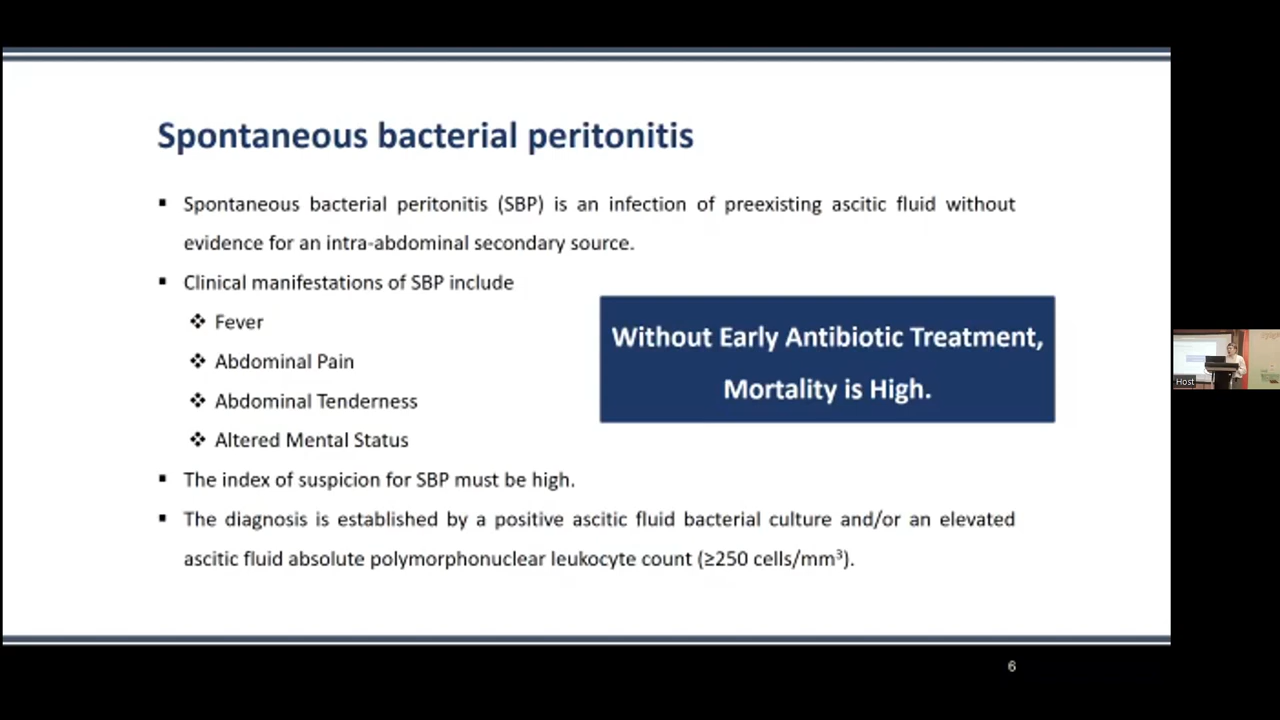 Spontaneous bacterial peritonitis
▪ Spontaneous bacterial peritonitis (SBP) is an infection of preexisting ascitic fluid without
evidence for an intra-abdominal secondary source.
▪ Clinical manifestations of SBP include
❖ Fever
❖ Abdominal Pain
❖ Abdominal Tenderness
❖ Altered Mental Status
Without Early Antibiotic Treatment,
Mortality is High.
▪ The index of suspicion for SBP must be high.
▪ The diagnosis is established by a positive ascitic fluid bacterial culture and/or an elevated
ascitic fluid absolute polymorphonuclear leukocyte count (≥250 cells/mm³).
6
Host